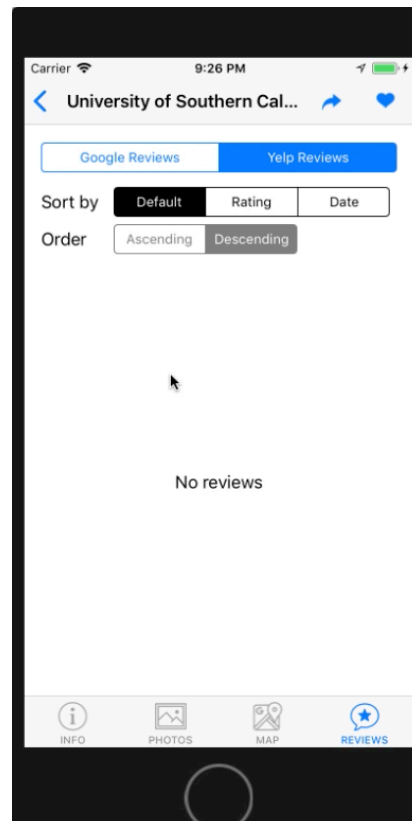 Carrier 9:26 PM
University of Southern Cal...
Google Reviews Yelp Reviews
Sort by Default Rating Date
Order Ascending Descending
No reviews
G
INFO PHOTOS MAP REVIEWS